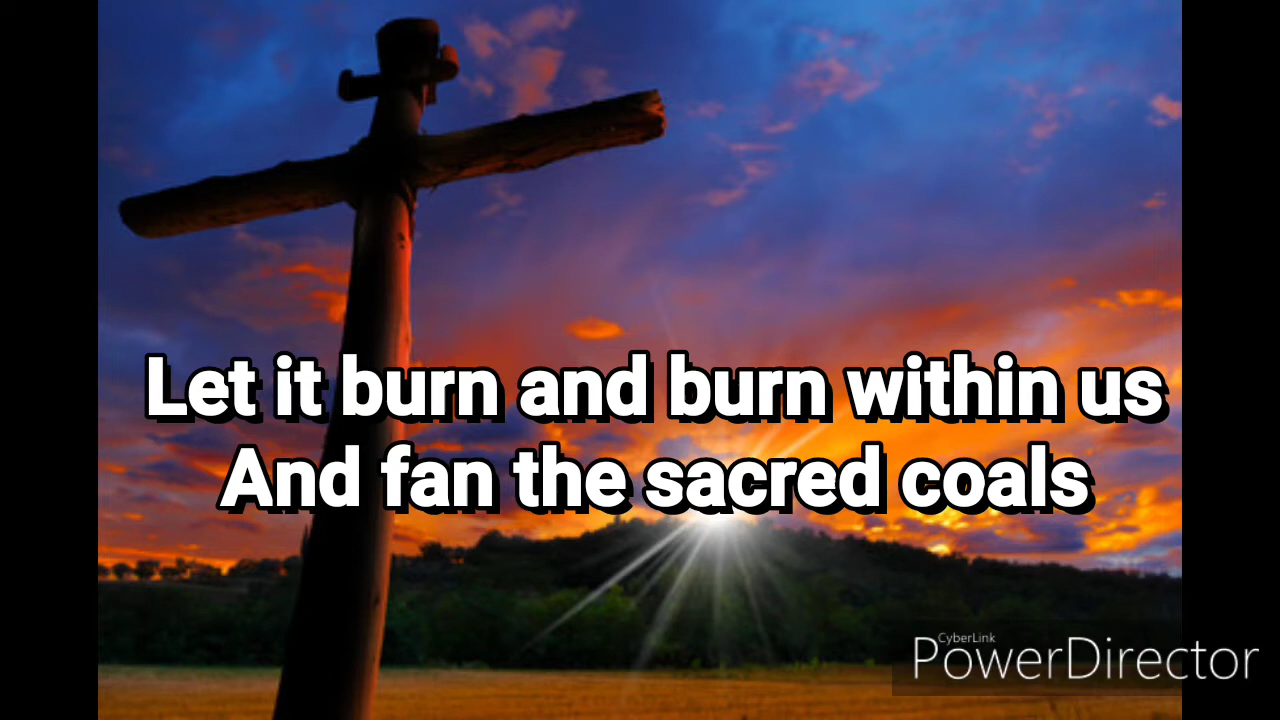 Let it burn and burn within us
And fan the sacred coals
CyberLink
PowerDirector